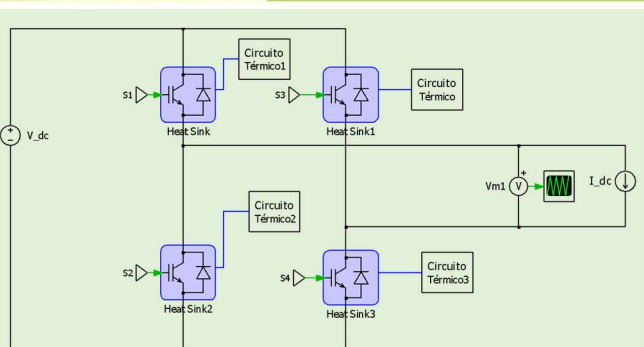 Circuito
Térmico1
S1
Heat Sink
S3
Heat Sink1
Circuito
Térmico
V_dc
Vm1
V
I_dc
Circuito
Térmico2
S2
Heat Sink2
S4
Heat Sink3
Circuito
Térmico3